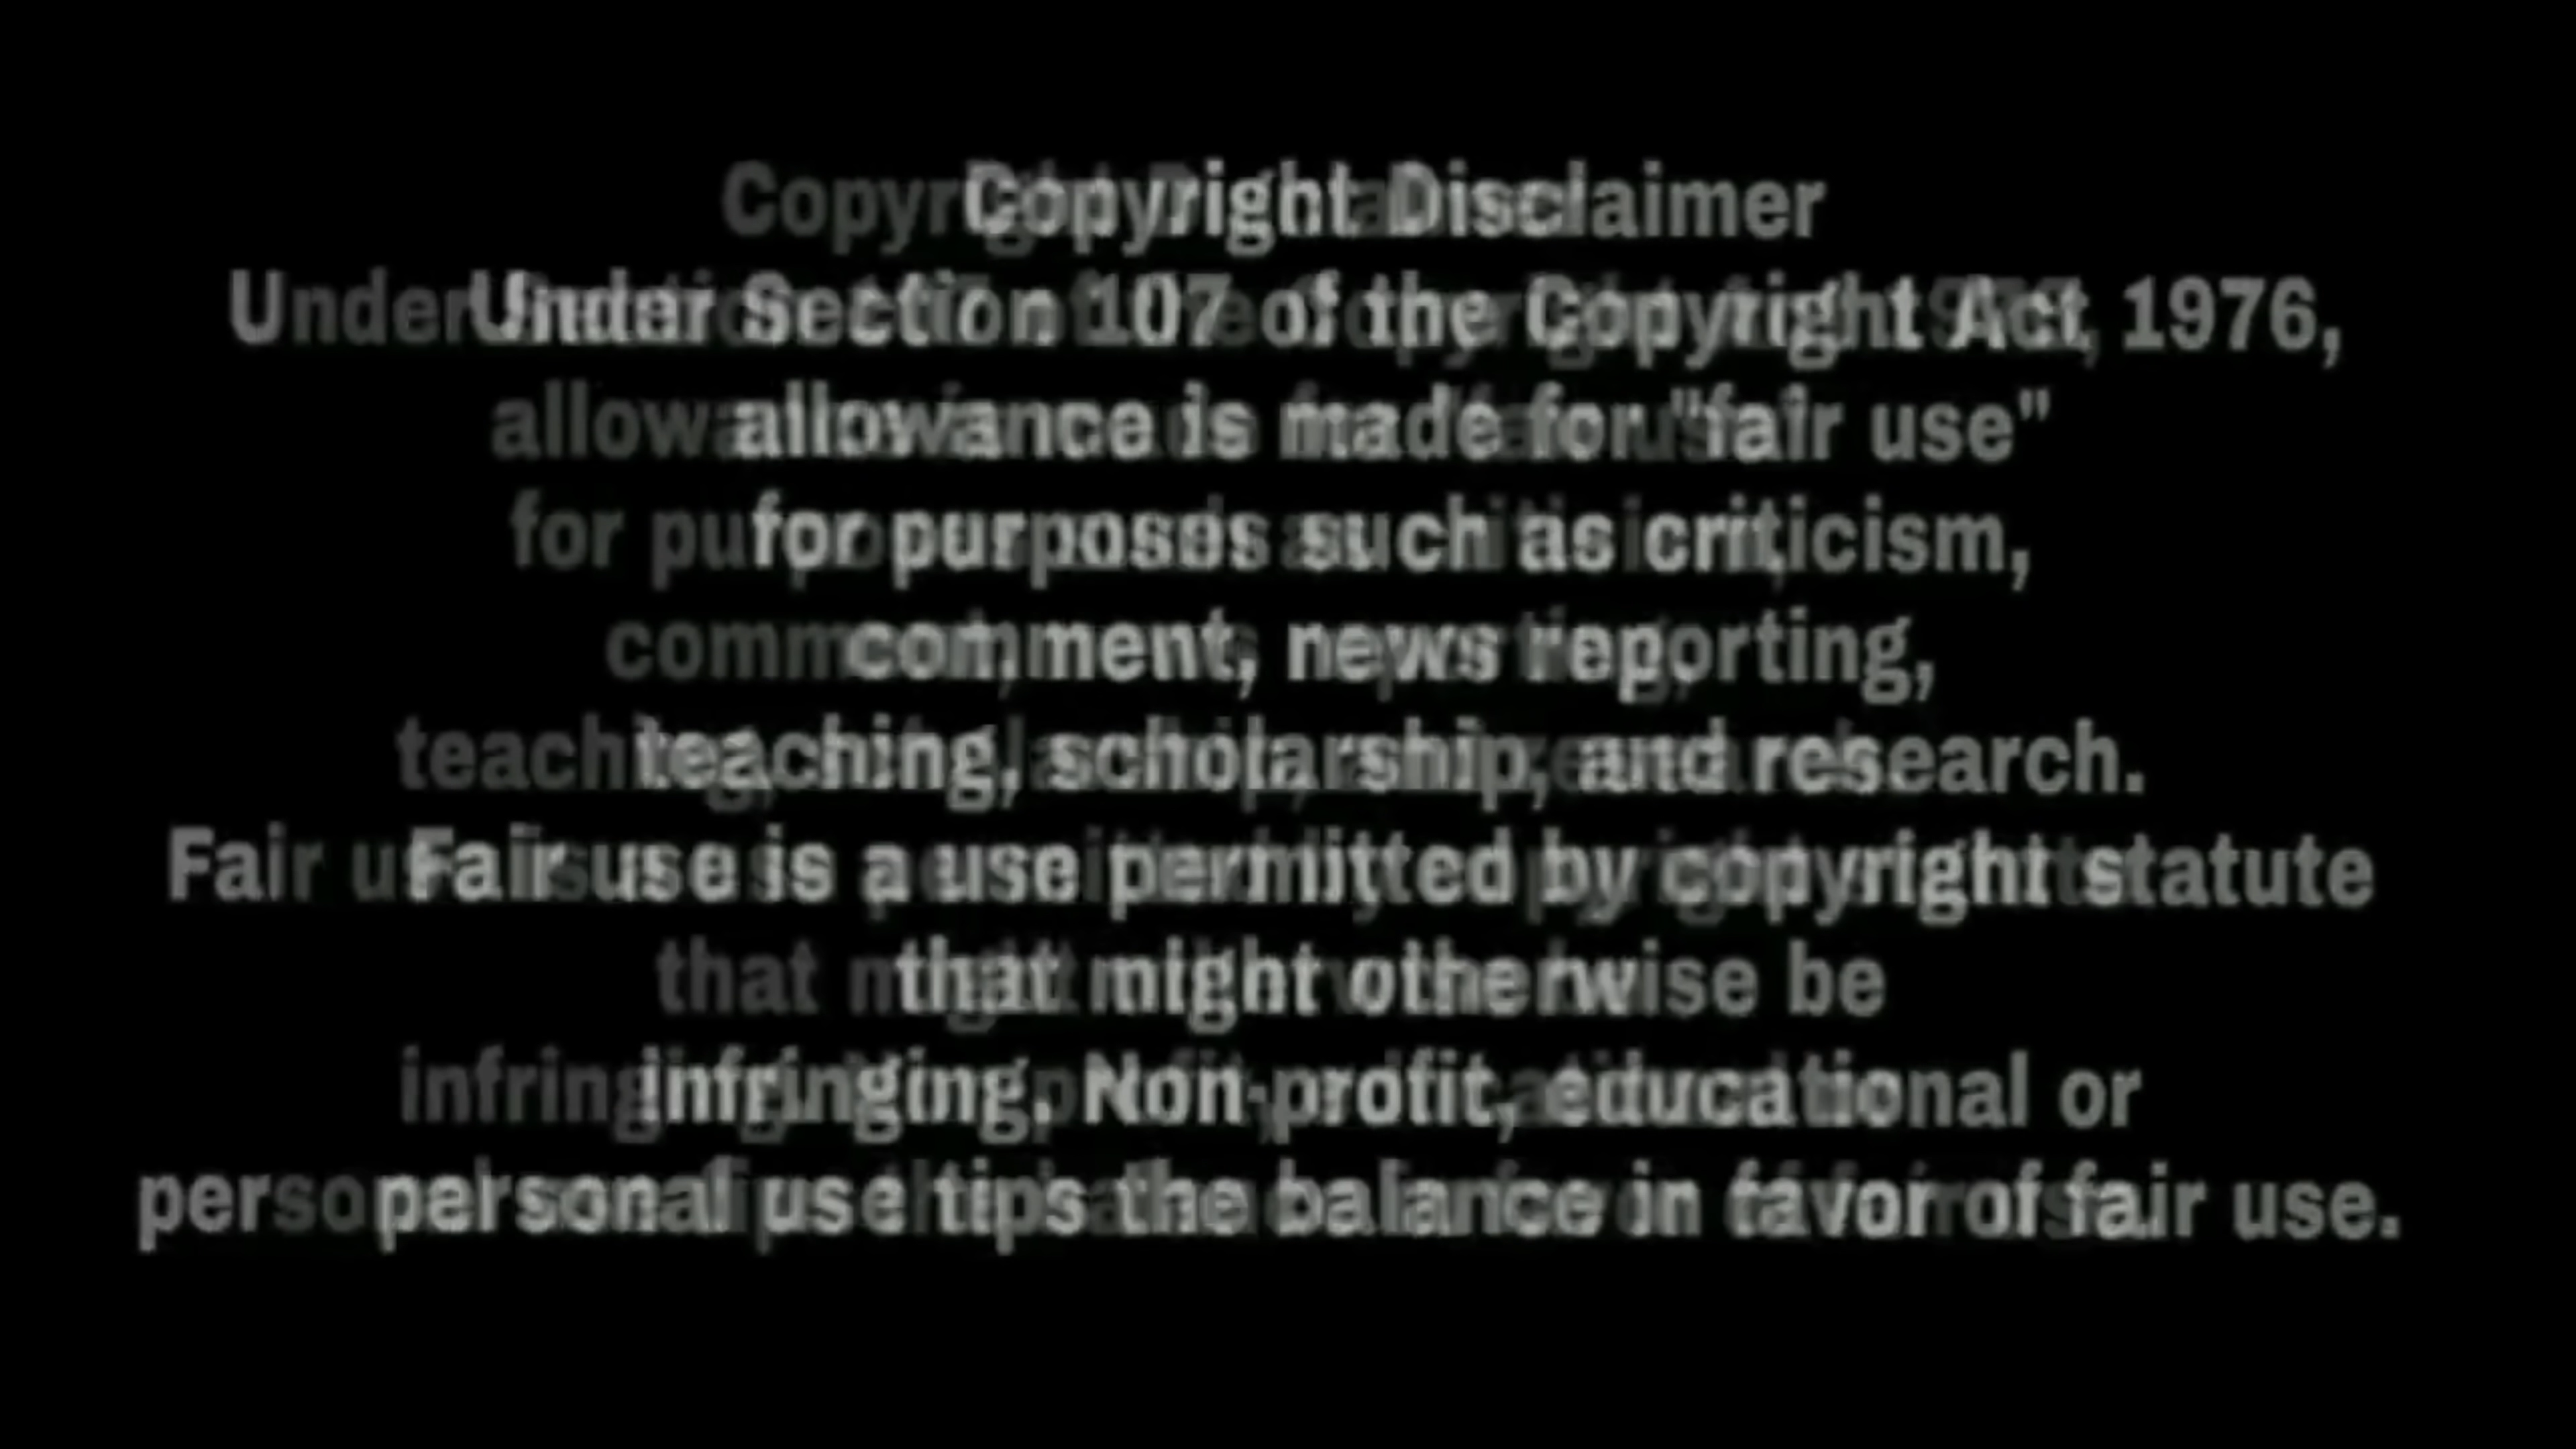 Copyright Disclaimer
Under Section 107 of the Copyright Act, 1976,
allowance is made for "fair use"
for purposes such as criticism,
comment, news reporting,
teaching, scholarship, and research.
Fair use is a use permitted by copyright statute
that might otherwise be
infringing. Non-profit, educational or
personal use tips the balance in favor of fair use.